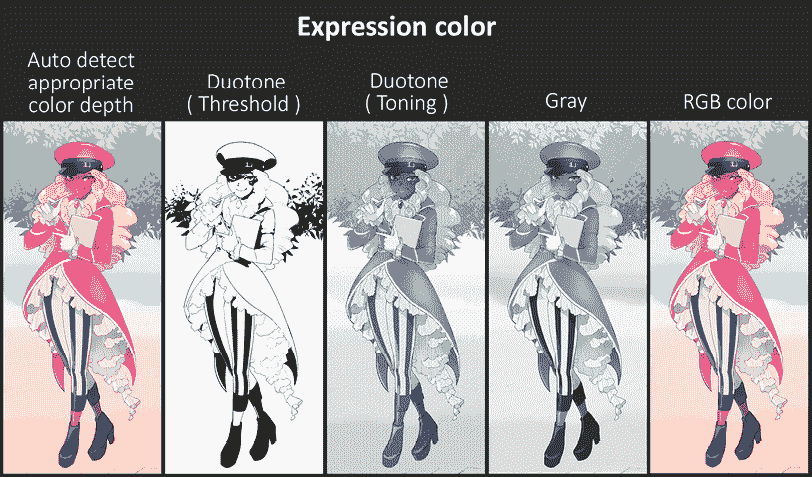 Expression color
Auto detect
appropriate
color depth
Duotone
( Threshold )
Duotone
( Toning )
Gray
RGB color